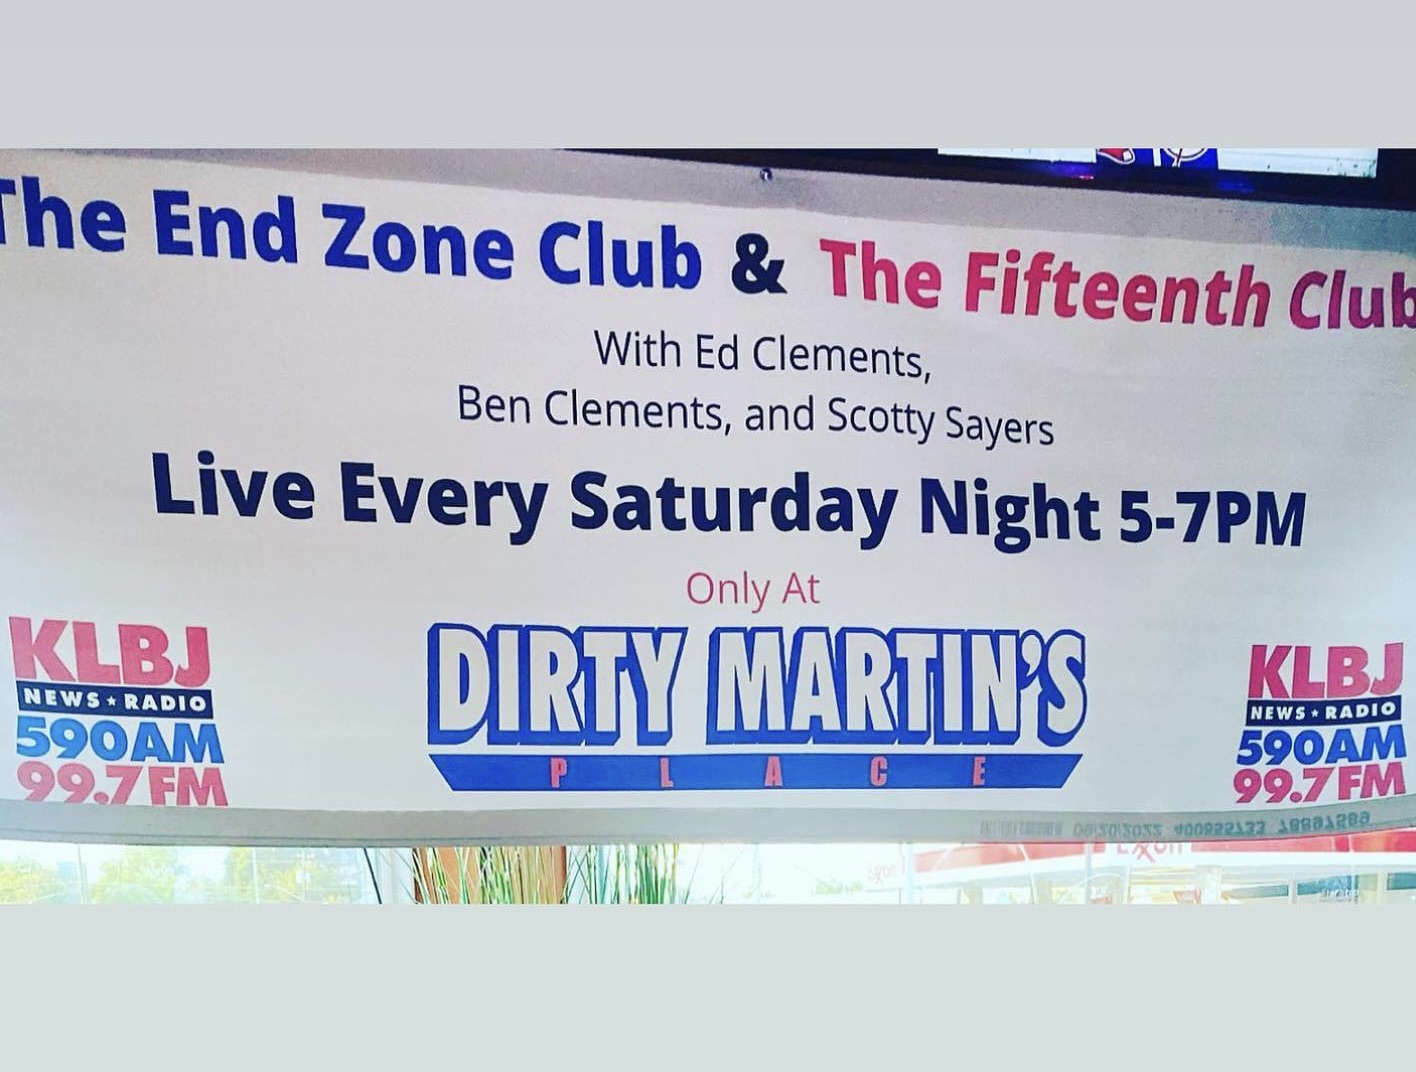 The End Zone Club & The Fifteenth Club
With Ed Clements,
Ben Clements, and Scotty Sayers
Live Every Saturday Night 5-7PM
Only At
DIRTY MARTIN'S
PLACE
KLBJ
NEWS★RADIO
590AM
99.7FM
KLBJ
NEWS★RADIO
590AM
99.7FM
Exxon